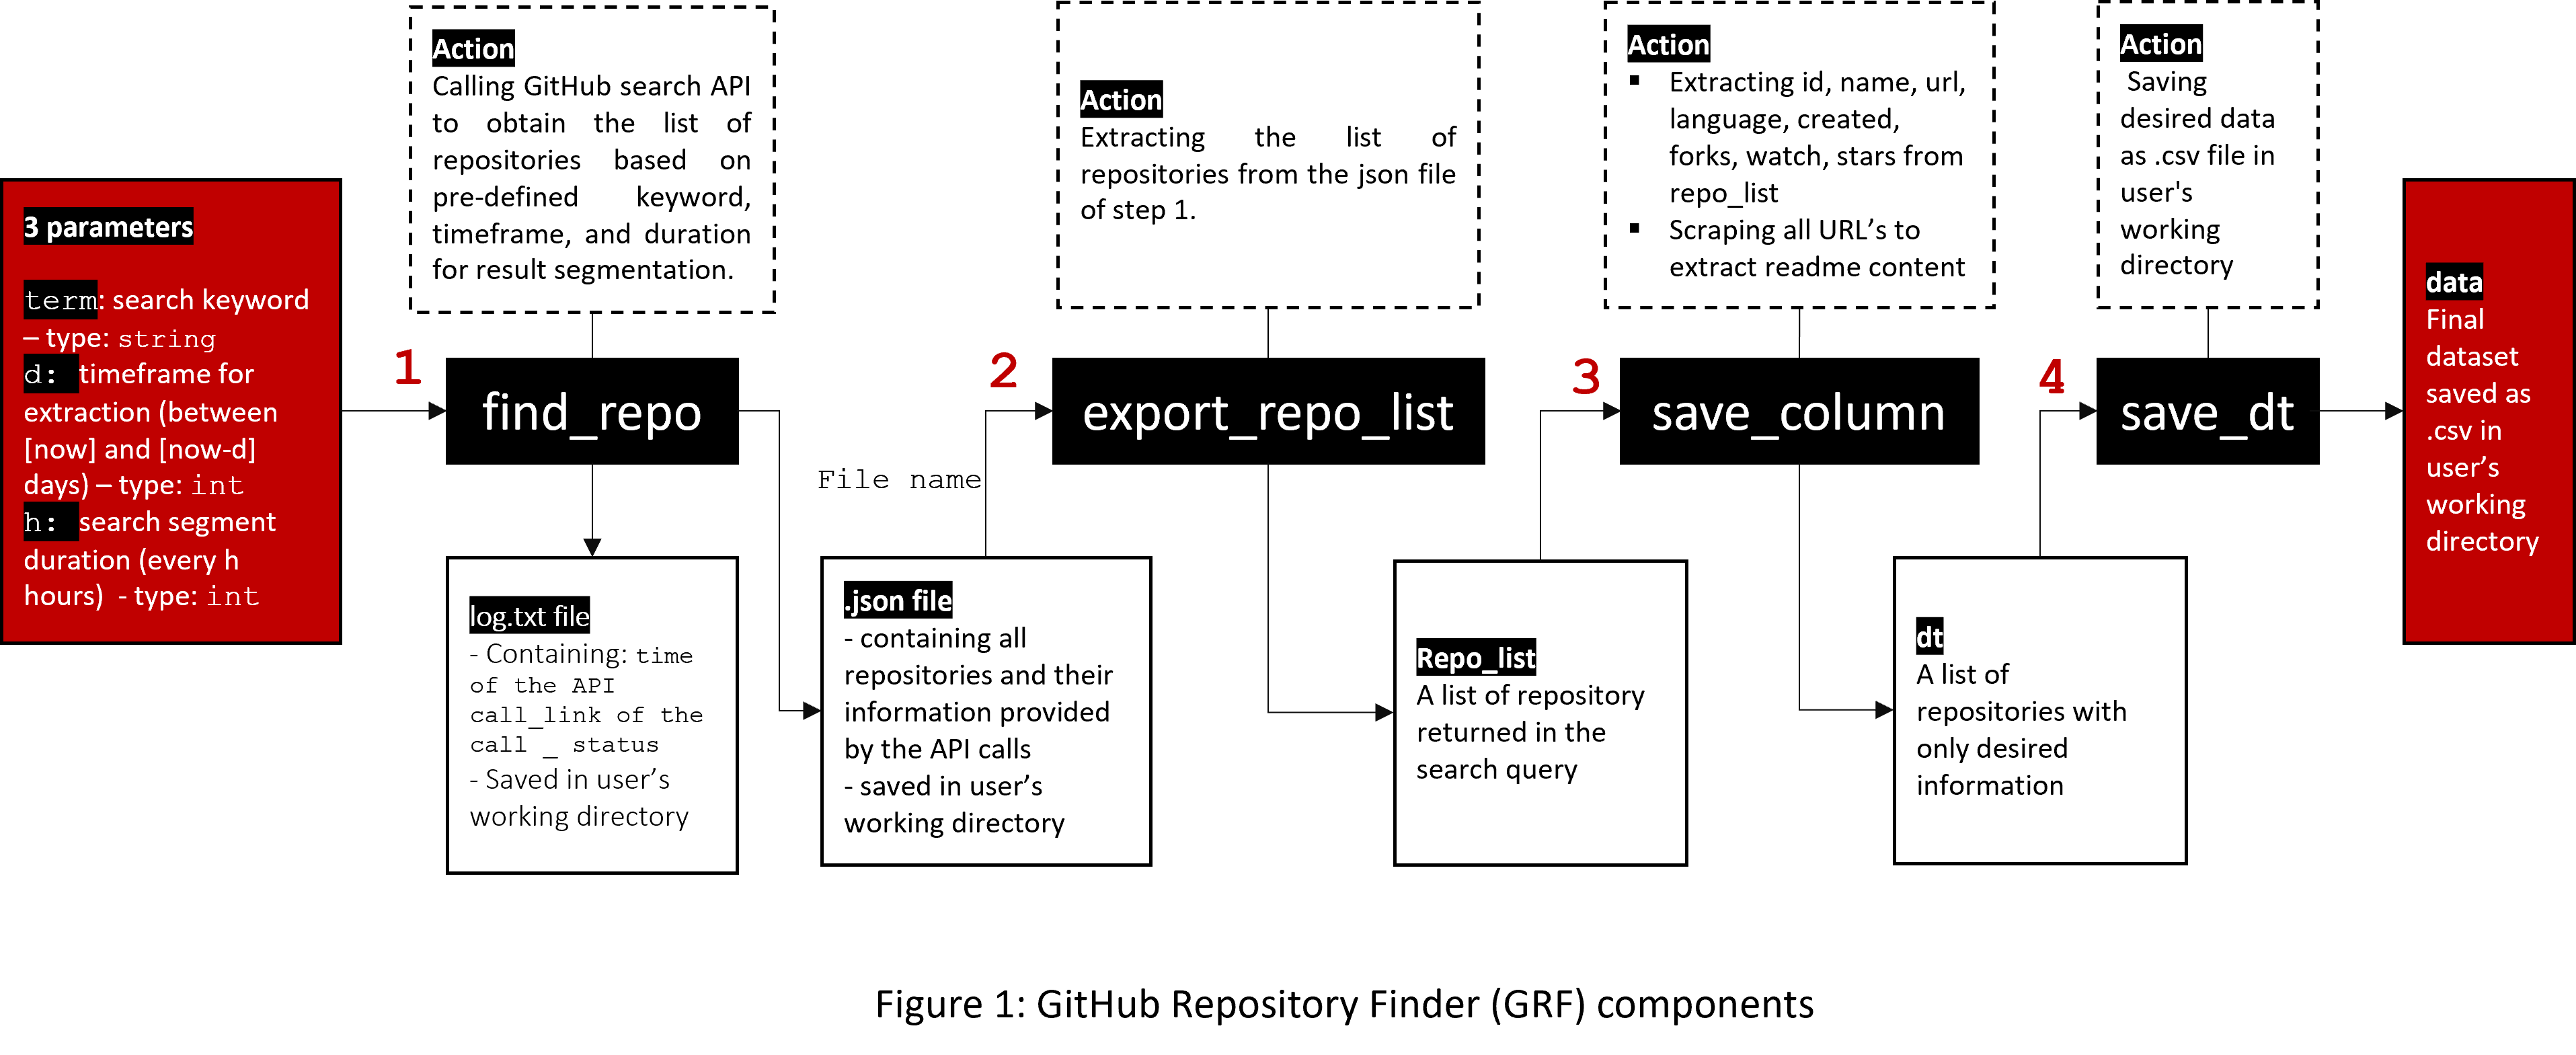 3 parameters
term: search keyword
– type: string
d: timeframe for
extraction (between
[now] and [now-d]
days) – type: int
h: search segment
duration (every h
hours) - type: int
Action
Calling GitHub search API
to obtain the list of
repositories based on
pre-defined keyword,
timeframe, and duration
for result segmentation.
1
find_repo
log.txt file
- Containing: time
of the API
call_link of the
call _ status
- Saved in user’s
working directory
.json file
- containing all
repositories and their
information provided
by the API calls
- saved in user’s
working directory
File name
Action
Extracting the list of
repositories from the json file
of step 1.
2
export_repo_list
Repo_list
A list of repository
returned in the
search query
Action
▪ Extracting id, name, url,
language, created,
forks, watch, stars from
repo_list
▪ Scraping all URL’s to
extract readme content
3
save_column
dt
A list of
repositories with
only desired
information
Action
Saving
desired data
as .csv file in
user's
working
directory
4
save_dt
data
Final
dataset
saved as
.csv in
user’s
working
directory
Figure 1: GitHub Repository Finder (GRF) components